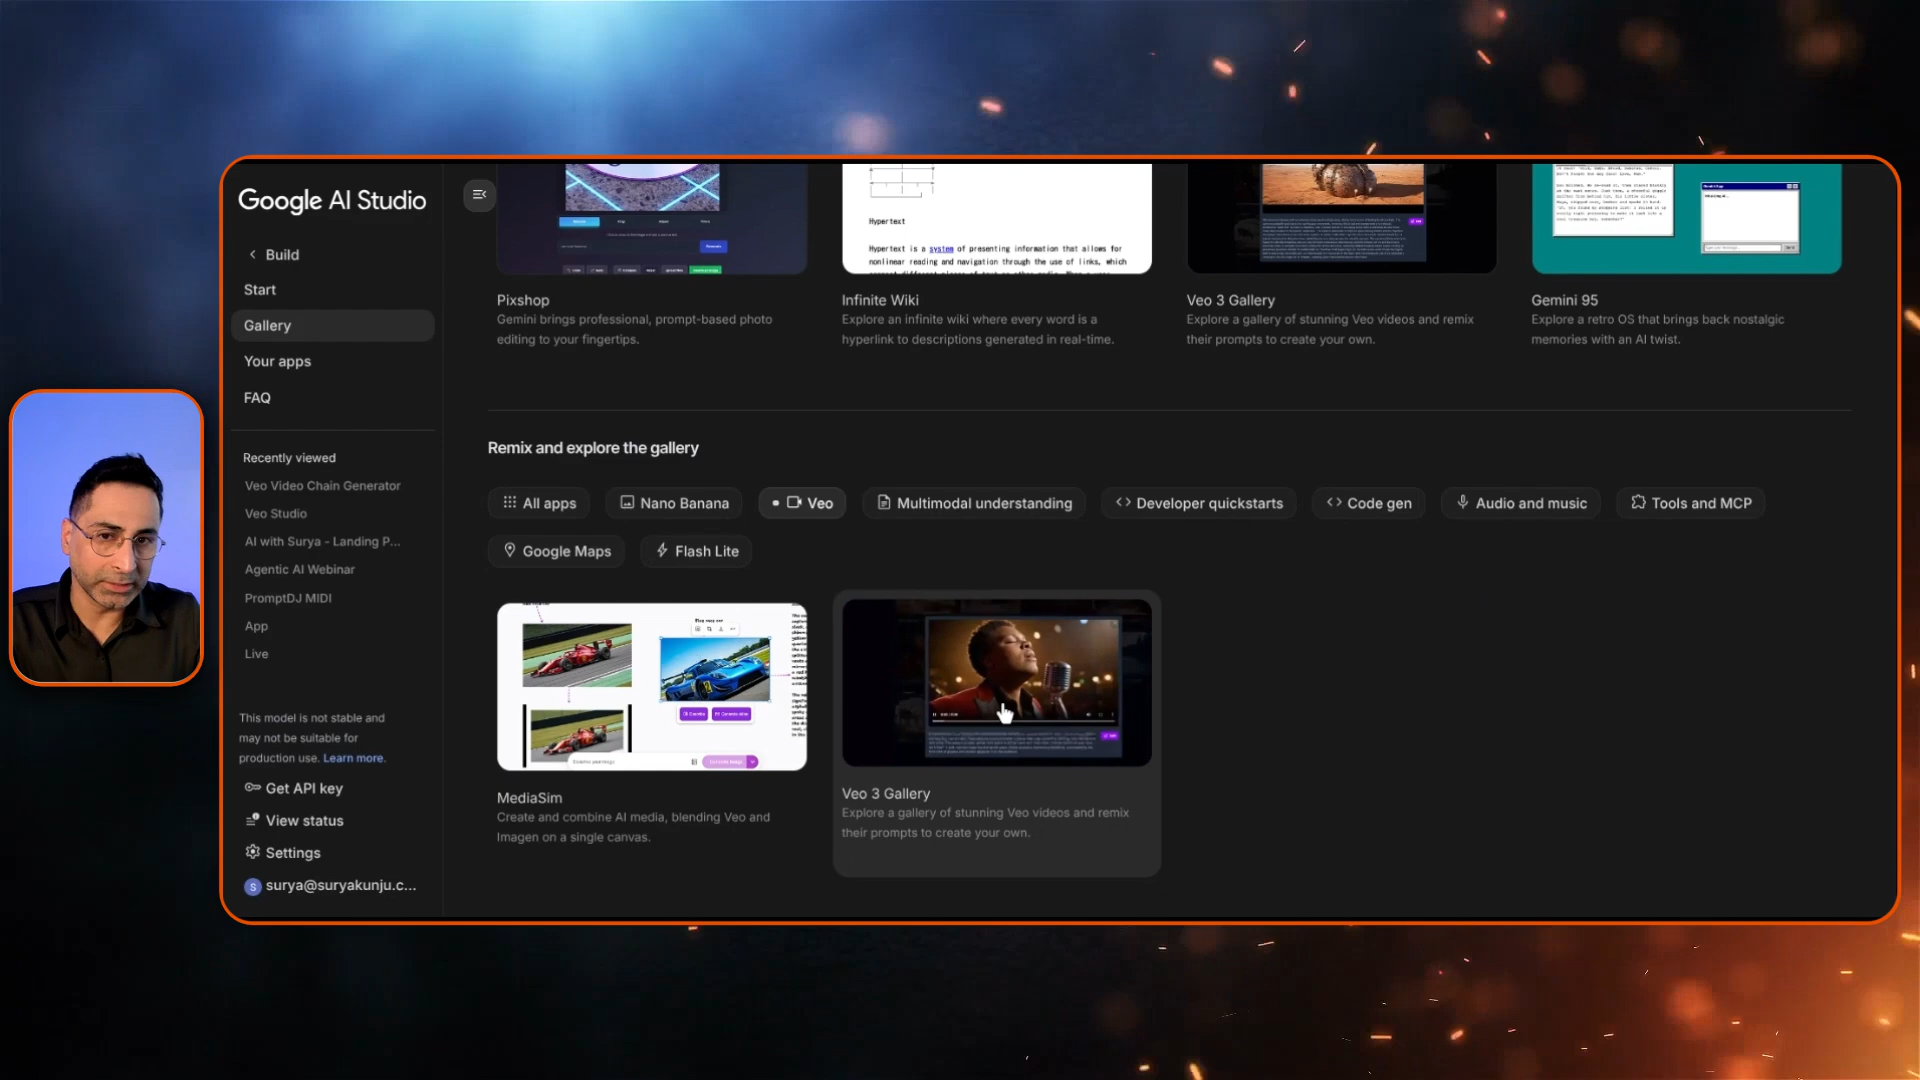 Google AI Studio
Build
Start
Gallery
Your apps
FAQ
Recently viewed
Veo Video Chain Generator
Veo Studio
AI with Surya - Landing P...
Agentic AI Webinar
PromptDJ MIDI
App
Live
This model is not stable and
may not be suitable for
production use. Learn more.
Get API key
View status
Settings
S surya@suryakunju.c...
Hypertext
Hypertext is a system of presenting information that allows for
nonlinear reading and navigation through the use of links, which
Pixshop
Gemini brings professional, prompt-based photo
editing to your fingertips.
Infinite Wiki
Explore an infinite wiki where every word is a
hyperlink to descriptions generated in real-time.
Veo 3 Gallery
Explore a gallery of stunning Veo videos and remix
their prompts to create your own.
Gemini 95
Explore a retro OS that brings back nostalgic
memories with an AI twist.
Remix and explore the gallery
All apps
Nano Banana
Veo
Multimodal understanding
Developer quickstarts
Code gen
Audio and music
Tools and MCP
Google Maps
Flash Lite
MediaSim
Create and combine AI media, blending Veo and
Imagen on a single canvas.
Veo 3 Gallery
Explore a gallery of stunning Veo videos and remix
their prompts to create your own.